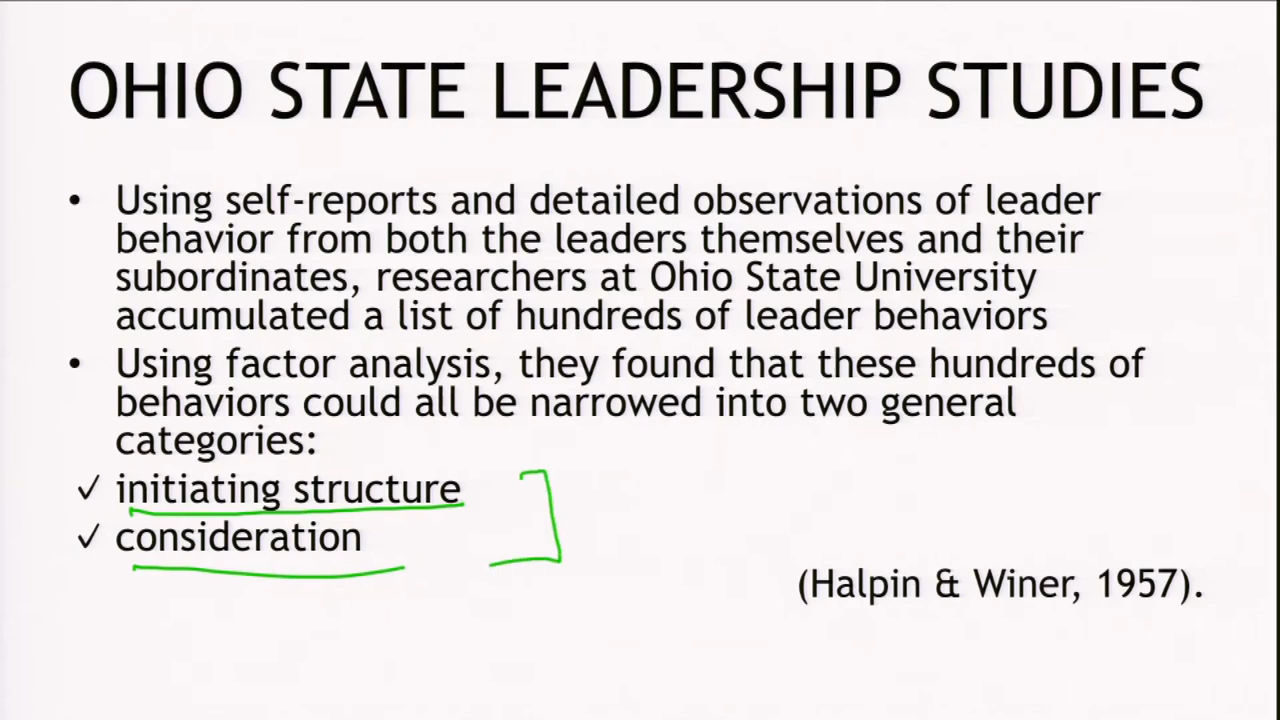 OHIO STATE LEADERSHIP STUDIES
• Using self-reports and detailed observations of leader
behavior from both the leaders themselves and their
subordinates, researchers at Ohio State University
accumulated a list of hundreds of leader behaviors
• Using factor analysis, they found that these hundreds of
behaviors could all be narrowed into two general
categories:
✓ initiating structure
✓ consideration
(Halpin & Winer, 1957).